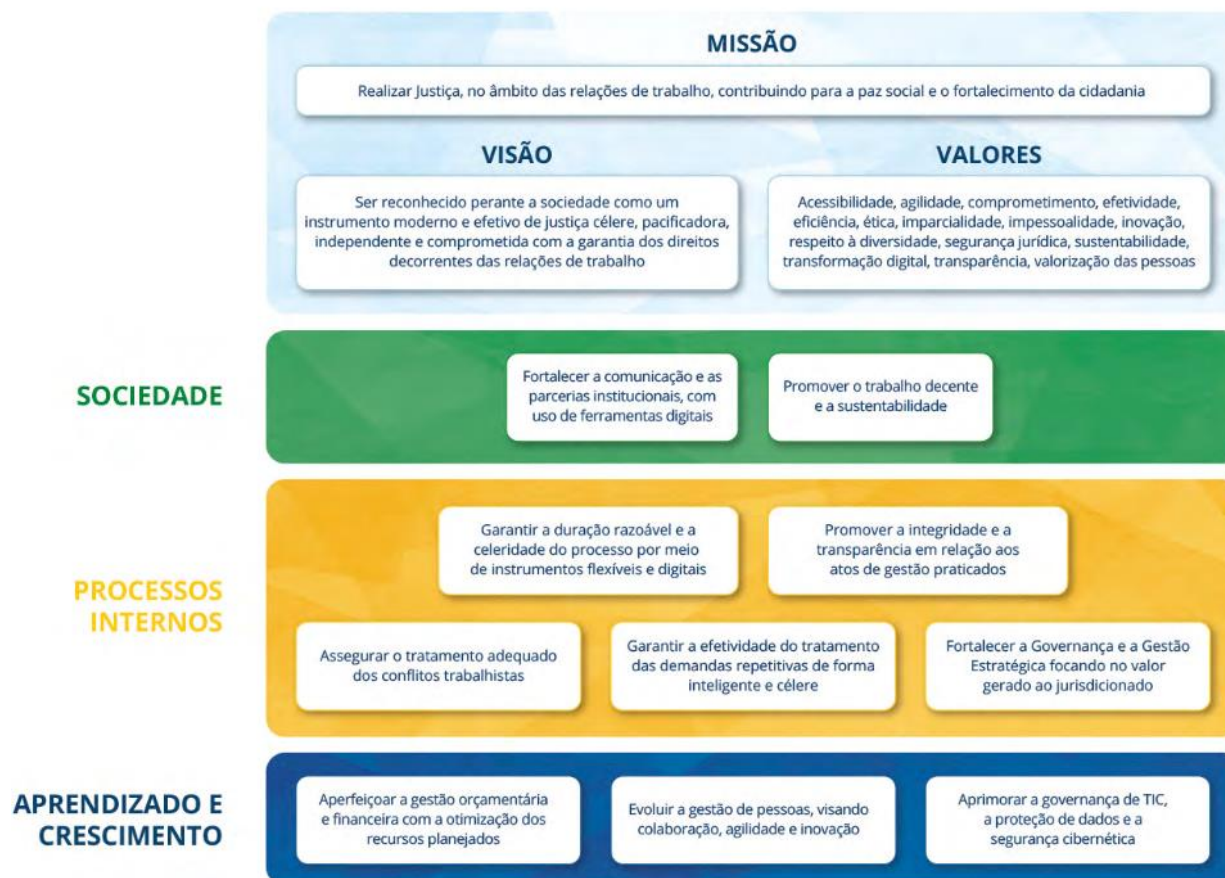 MISSÃO
Realizar Justiça, no âmbito das relações de trabalho, contribuindo para a paz social e o fortalecimento da cidadania
VISÃO
Ser reconhecido perante a sociedade como um
instrumento moderno e efetivo de justiça célere, pacificadora,
independente e comprometida com a garantia dos direitos
decorrentes das relações de trabalho
VALORES
Acessibilidade, agilidade, comprometimento, efetividade,
eficiência, ética, imparcialidade, impessoalidade, inovação,
respeito à diversidade, segurança jurídica, sustentabilidade,
transformação digital, transparência, valorização das pessoas
SOCIEDADE
Fortalecer a comunicação e as
parcerias institucionais, com
uso de ferramentas digitais
Promover o trabalho decente
e a sustentabilidade
PROCESSOS
INTERNOS
Garantir a duração razoável e a
celeridade do processo por meio
de instrumentos flexíveis e digitais
Promover a integridade e a
transparência em relação aos
atos de gestão praticados
Assegurar o tratamento adequado
dos conflitos trabalhistas
Garantir a efetividade do tratamento
das demandas repetitivas de forma
inteligente e célere
Fortalecer a Governança e a Gestão
Estratégica focando no valor
gerado ao jurisdicionado
APRENDIZADO E
CRESCIMENTO
Aperfeiçoar a gestão orçamentária
e financeira com a otimização dos
recursos planejados
Evoluir a gestão de pessoas, visando
colaboração, agilidade e inovação
Aprimorar a governança de TIC,
a proteção de dados e a
segurança cibernética